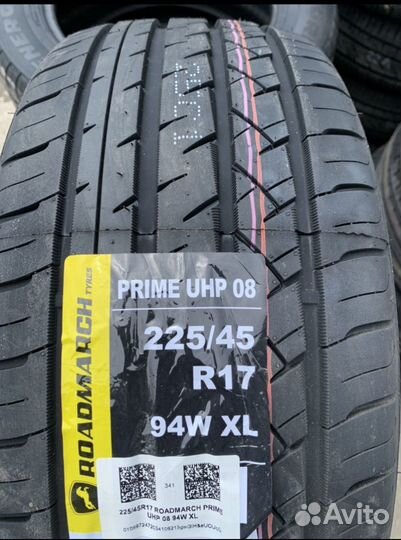 PRIME UHP 08
225/45
R17
94W XL
ROADMARCH
TYRES
341
225/45R17 ROADMARCH PRIME
UHP 08 94W XL
Avito